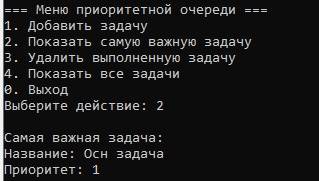 === Меню приоритетной очереди ===
1. Добавить задачу
2. Показать самую важную задачу
3. Удалить выполненную задачу
4. Показать все задачи
0. Выход
Выберите действие: 2
Самая важная задача:
Название: Осн задача
Приоритет: 1